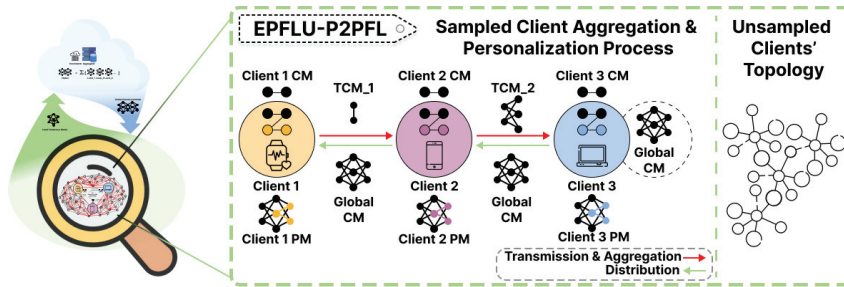 EPFLU-P2PFL
Sampled Client Aggregation &
Personalization Process
Unsampled
Clients'
Topology
Client 1 CM
TCM_1
Client 2 CM
TCM_2
Client 3 CM
Global
CM
Client 1
Global
CM
Client 2
Global
CM
Client 3
Client 1 PM
Client 2 PM
Client 3 PM
Transmission & Aggregation
Distribution